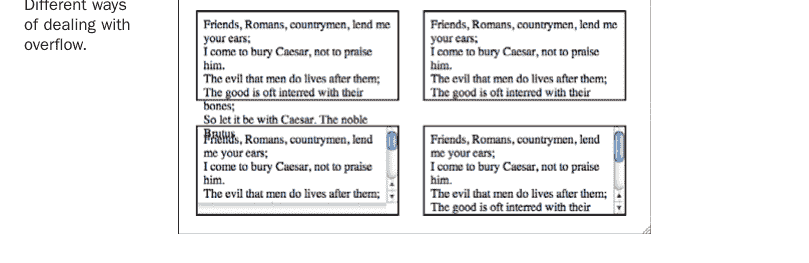 Different ways
of dealing with
overflow.
Friends, Romans, countrymen, lend me
your ears;
I come to bury Caesar, not to praise
him.
The evil that men do lives after them;
The good is oft interred with their
bones;
So let it be with Caesar. The noble
Brutus
Friends, Romans, countrymen, lend me
your ears;
I come to bury Caesar, not to praise
him.
The evil that men do lives after them;
The good is oft interred with their
Friends, Romans, countrymen, lend
me your ears;
I come to bury Caesar, not to praise
him.
The evil that men do lives after them;
Friends, Romans, countrymen, lend
me your ears;
I come to bury Caesar, not to praise
him.
The evil that men do lives after them;
The good is oft interred with their